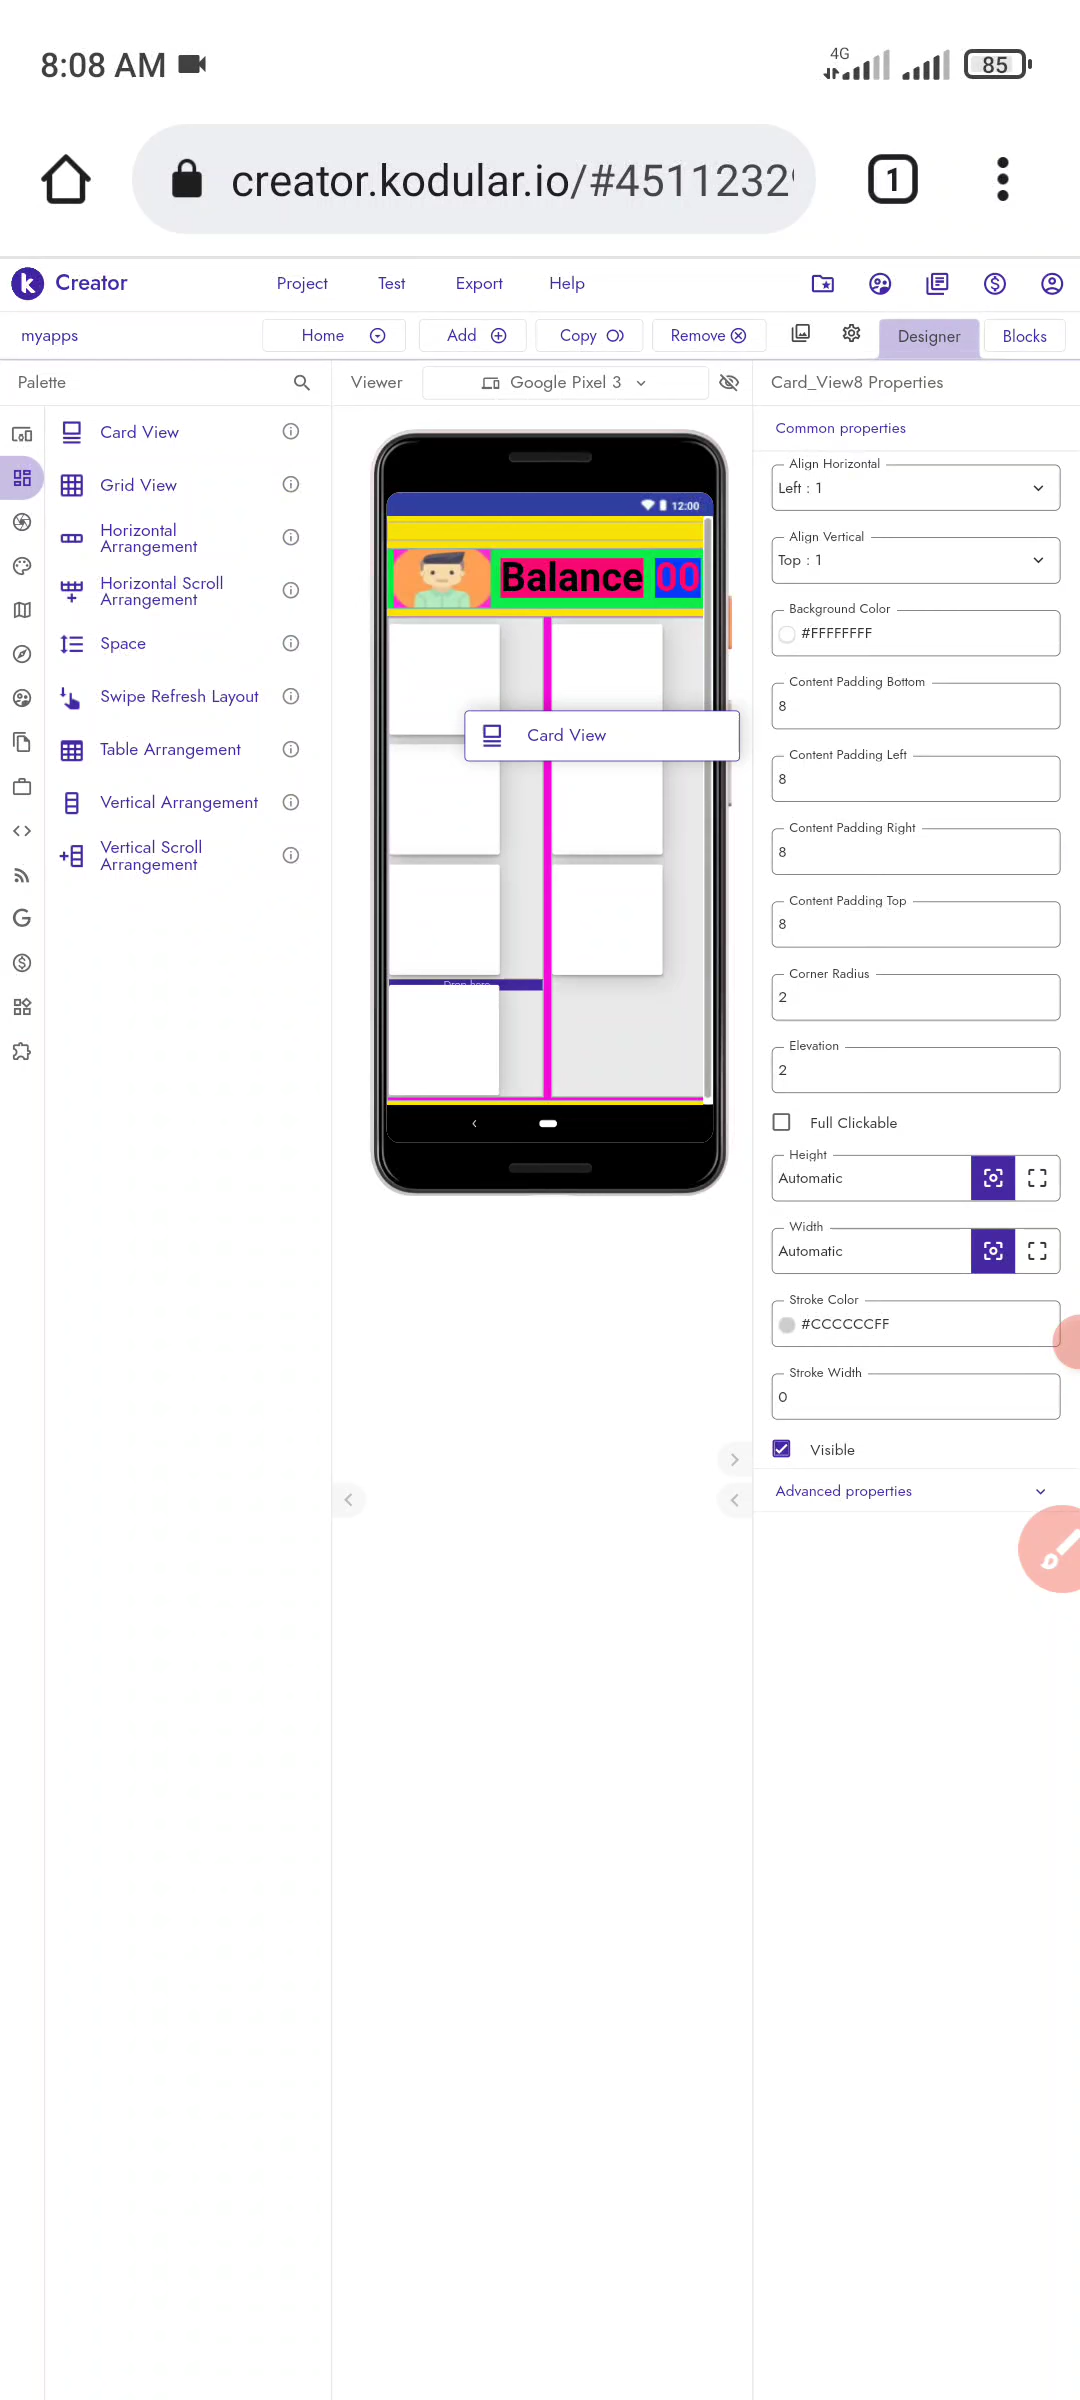 8:08 AM
4G
85
creator.kodular.io/#4511232
1
Creator
Project
Test
Export
Help
myapps
Home
Add
Copy
Remove
Designer
Blocks
Palette
Viewer
Google Pixel 3
Card_View8 Properties
Card View
Grid View
Horizontal
Arrangement
Horizontal Scroll
Arrangement
Space
Swipe Refresh Layout
Table Arrangement
Vertical Arrangement
Vertical Scroll
Arrangement
12:00
Balance 00
Card View
Drop here
Common properties
Align Horizontal
Left : 1
Align Vertical
Top : 1
Background Color
#FFFFFFFF
Content Padding Bottom
8
Content Padding Left
8
Content Padding Right
8
Content Padding Top
8
Corner Radius
2
Elevation
2
Full Clickable
Height
Automatic
Width
Automatic
Stroke Color
#CCCCCCFF
Stroke Width
0
Visible
Advanced properties